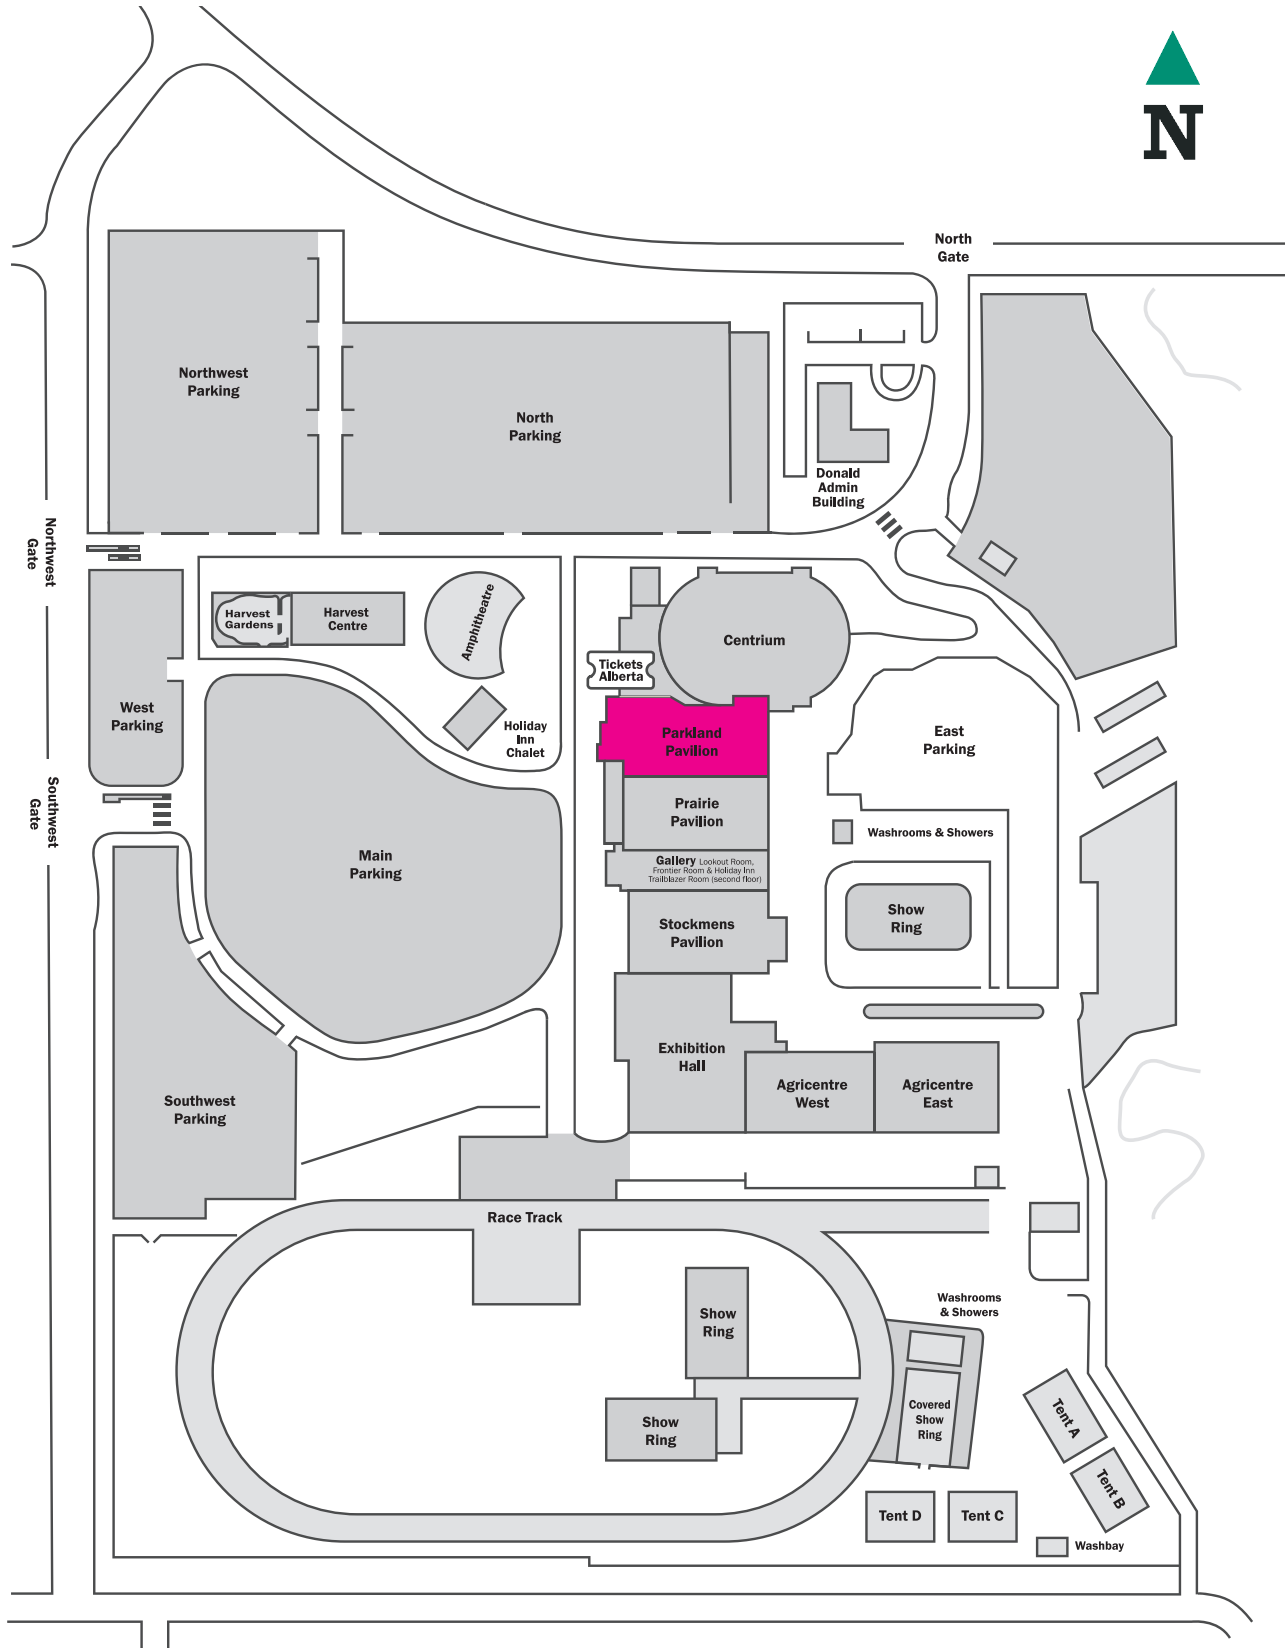 N
North
Gate
Northwest
Parking
North
Parking
Donald
Admin
Building
Northwest
Gate
Harvest
Gardens
Harvest
Centre
Amphitheatre
Centrium
Tickets
Alberta
West
Parking
Holiday
Inn
Chalet
Parkland
Pavilion
East
Parking
Southwest
Gate
Prairie
Pavilion
Washrooms & Showers
Main
Parking
Gallery Lookout Room,
Frontier Room & Holiday Inn
Trailblazer Room (second floor)
Show
Ring
Stockmens
Pavilion
Exhibition
Hall
Agricentre
West
Agricentre
East
Southwest
Parking
Race Track
Washrooms
& Showers
Show
Ring
Show
Ring
Covered
Show
Ring
Tent A
Tent B
Tent D
Tent C
Washbay